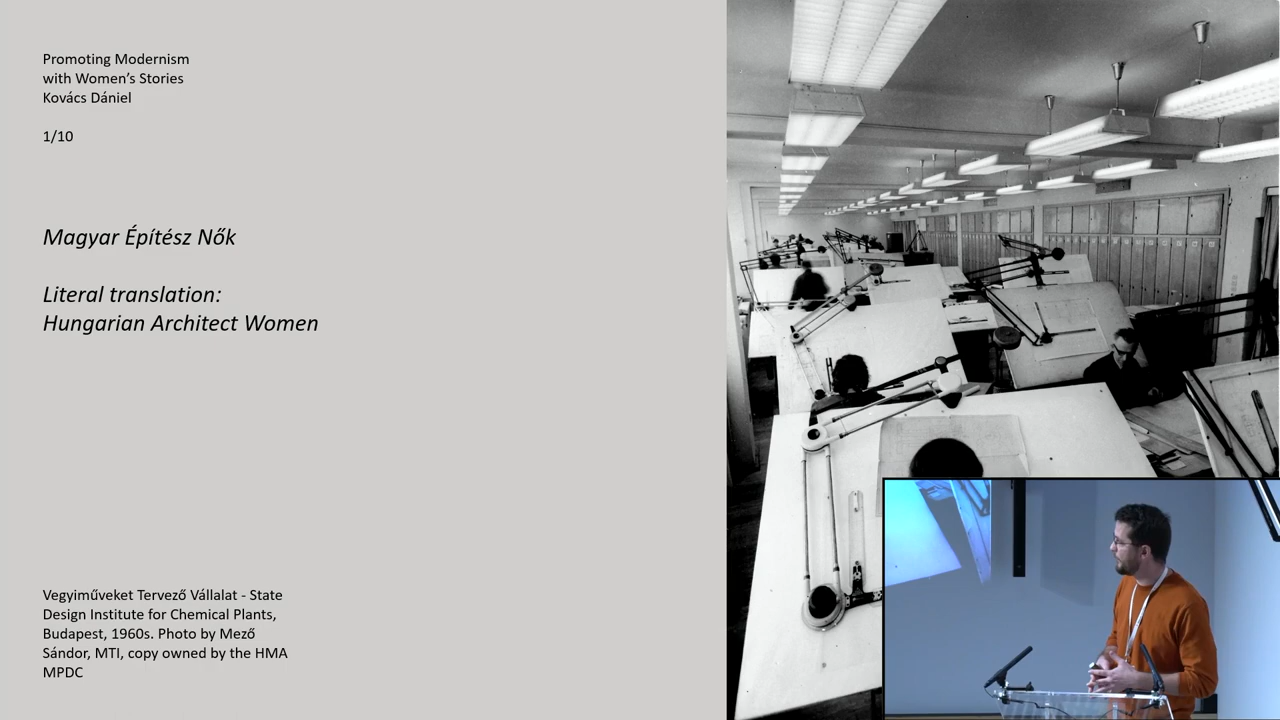 Promoting Modernism
with Women's Stories
Kovács Dániel
1/10
Magyar Építész Nők
Literal translation:
Hungarian Architect Women
Vegyiműveket Tervező Vállalat - State
Design Institute for Chemical Plants,
Budapest, 1960s. Photo by Mező
Sándor, MTI, copy owned by the HMA
MPDC